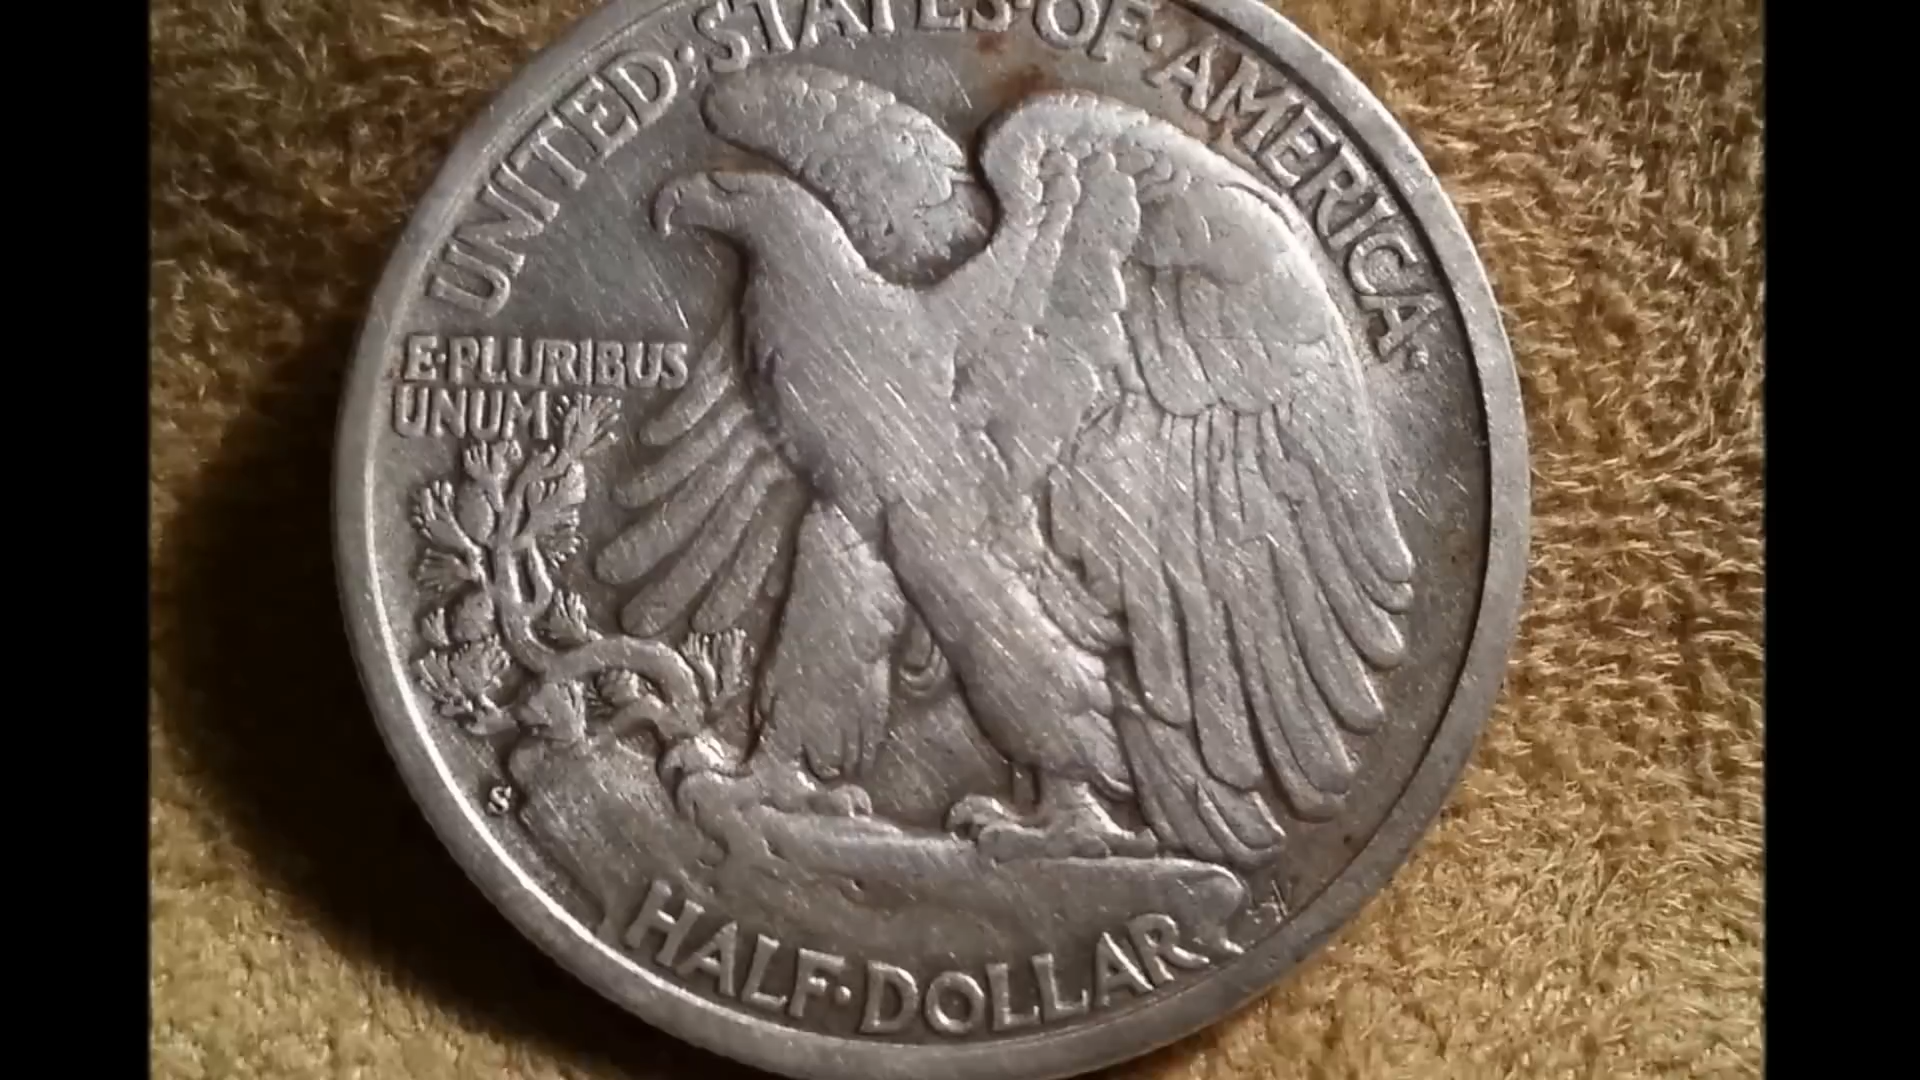 UNITED·STATES·OF·AMERICA·
E·PLURIBUS
UNUM·
S
HALF·DOLLAR·